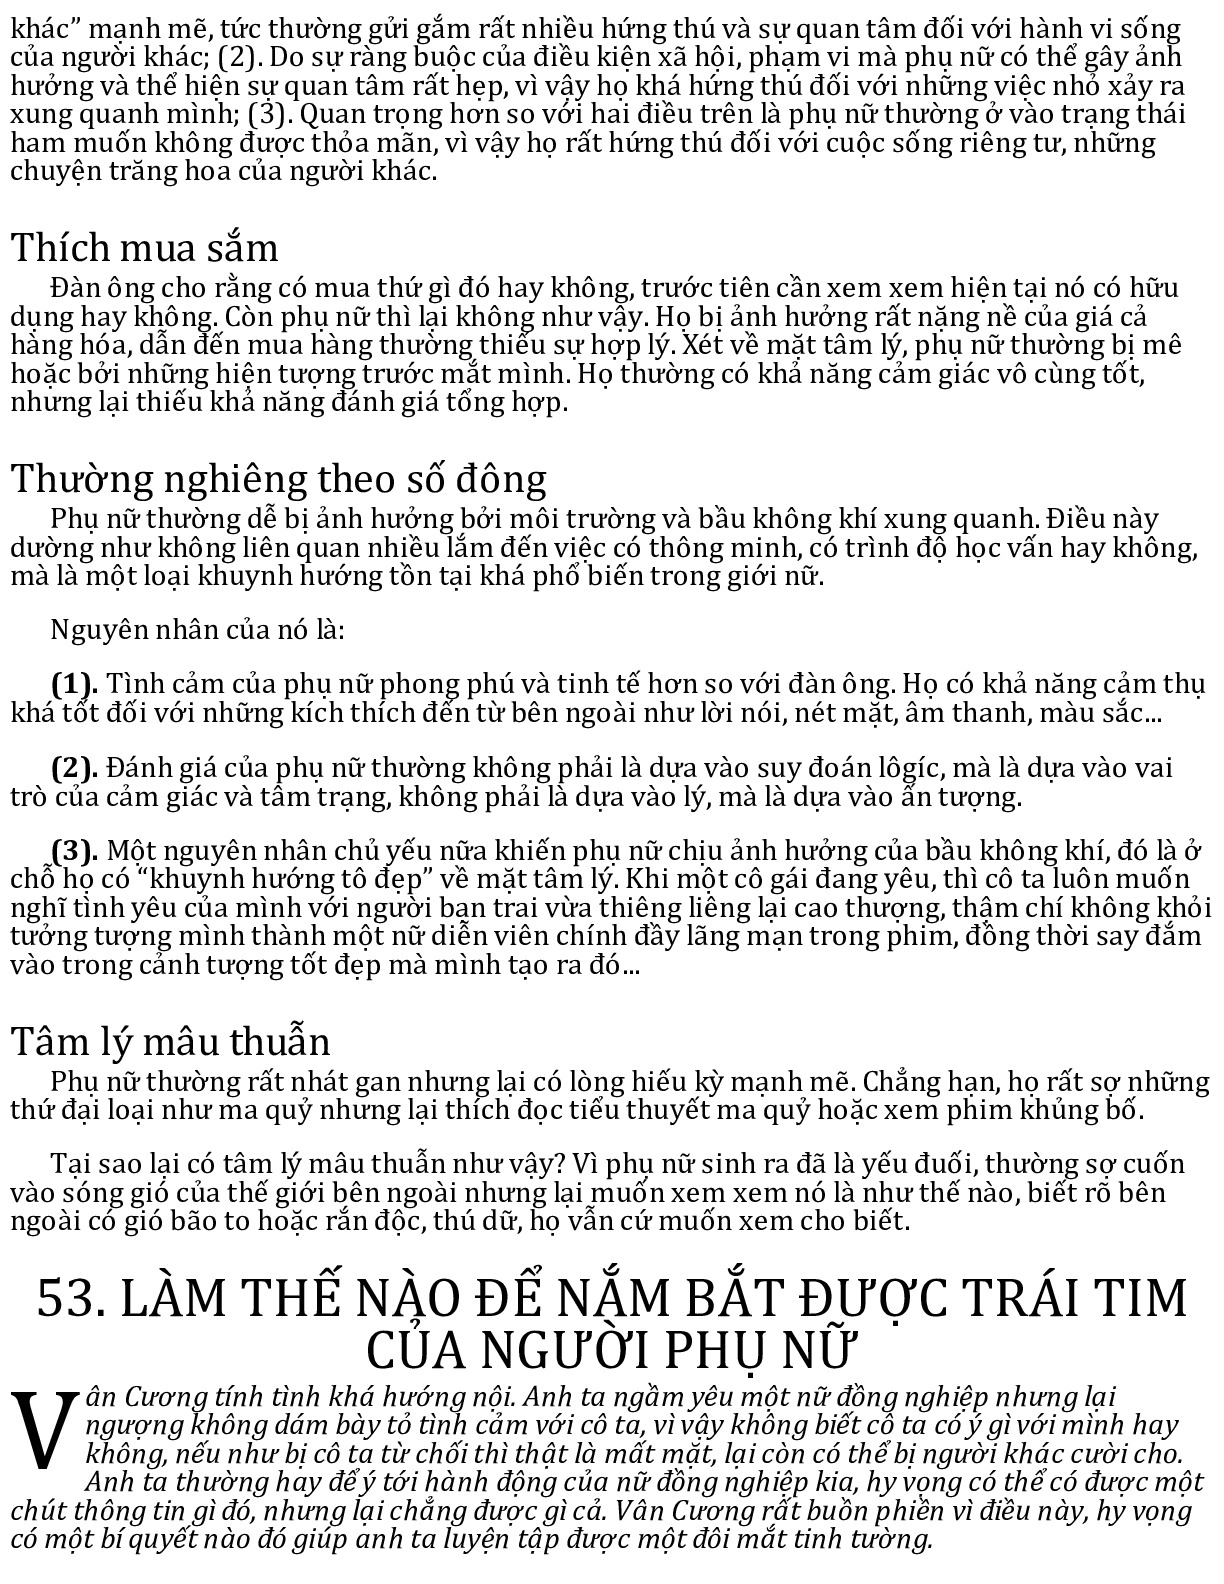 khác” mạnh mẽ, tức thường gửi gắm rất nhiều hứng thú và sự quan tâm đối với hành vi sống
của người khác; (2). Do sự ràng buộc của điều kiện xã hội, phạm vi mà phụ nữ có thể gây ảnh
hưởng và thể hiện sự quan tâm rất hẹp, vì vậy họ khá hứng thú đối với những việc nhỏ xảy ra
xung quanh mình; (3). Quan trọng hơn so với hai điều trên là phụ nữ thường ở vào trạng thái
ham muốn không được thỏa mãn, vì vậy họ rất hứng thú đối với cuộc sống riêng tư, những
chuyện trăng hoa của người khác.
Thích mua sắm
Đàn ông cho rằng có mua thứ gì đó hay không, trước tiên cần xem xem hiện tại nó có hữu
dụng hay không. Còn phụ nữ thì lại không như vậy. Họ bị ảnh hưởng rất nặng nề của giá cả
hàng hóa, dẫn đến mua hàng thường thiếu sự hợp lý. Xét về mặt tâm lý, phụ nữ thường bị mê
hoặc bởi những hiện tượng trước mắt mình. Họ thường có khả năng cảm giác vô cùng tốt,
nhưng lại thiếu khả năng đánh giá tổng hợp.
Thường nghiêng theo số đông
Phụ nữ thường dễ bị ảnh hưởng bởi môi trường và bầu không khí xung quanh. Điều này
dường như không liên quan nhiều lắm đến việc có thông minh, có trình độ học vấn hay không,
mà là một loại khuynh hướng tồn tại khá phổ biến trong giới nữ.
Nguyên nhân của nó là:
(1). Tình cảm của phụ nữ phong phú và tinh tế hơn so với đàn ông. Họ có khả năng cảm thụ
khá tốt đối với những kích thích đến từ bên ngoài như lời nói, nét mặt, âm thanh, màu sắc...
(2). Đánh giá của phụ nữ thường không phải là dựa vào suy đoán lôgíc, mà là dựa vào vai
trò của cảm giác và tâm trạng, không phải là dựa vào lý, mà là dựa vào ấn tượng.
(3). Một nguyên nhân chủ yếu nữa khiến phụ nữ chịu ảnh hưởng của bầu không khí, đó là ở
chỗ họ có “khuynh hướng tô đẹp” về mặt tâm lý. Khi một cô gái đang yêu, thì cô ta luôn muốn
nghĩ tình yêu của mình với người bạn trai vừa thiêng liêng lại cao thượng, thậm chí không khỏi
tưởng tượng mình thành một nữ diễn viên chính đầy lãng mạn trong phim, đồng thời say đắm
vào trong cảnh tượng tốt đẹp mà mình tạo ra đó...
Tâm lý mâu thuẫn
Phụ nữ thường rất nhát gan nhưng lại có lòng hiếu kỳ mạnh mẽ. Chẳng hạn, họ rất sợ những
thứ đại loại như ma quỷ nhưng lại thích đọc tiểu thuyết ma quỷ hoặc xem phim khủng bố.
Tại sao lại có tâm lý mâu thuẫn như vậy? Vì phụ nữ sinh ra đã là yếu đuối, thường sợ cuốn
vào sóng gió của thế giới bên ngoài nhưng lại muốn xem xem nó là như thế nào, biết rõ bên
ngoài có gió bão to hoặc rắn độc, thú dữ, họ vẫn cứ muốn xem cho biết.
53. LÀM THẾ NÀO ĐỂ NẮM BẮT ĐƯỢC TRÁI TIM
CỦA NGƯỜI PHỤ NỮ
Vân Cương tính tình khá hướng nội. Anh ta ngầm yêu một nữ đồng nghiệp nhưng lại
ngượng không dám bày tỏ tình cảm với cô ta, vì vậy không biết cô ta có ý gì với mình hay
không, nếu như bị cô ta từ chối thì thật là mất mặt, lại còn có thể bị người khác cười cho.
Anh ta thường hay để ý tới hành động của nữ đồng nghiệp kia, hy vọng có thể có được một
chút thông tin gì đó, nhưng lại chẳng được gì cả. Vân Cương rất buồn phiền vì điều này, hy vọng
có một bí quyết nào đó giúp anh ta luyện tập được một đôi mắt tinh tường.